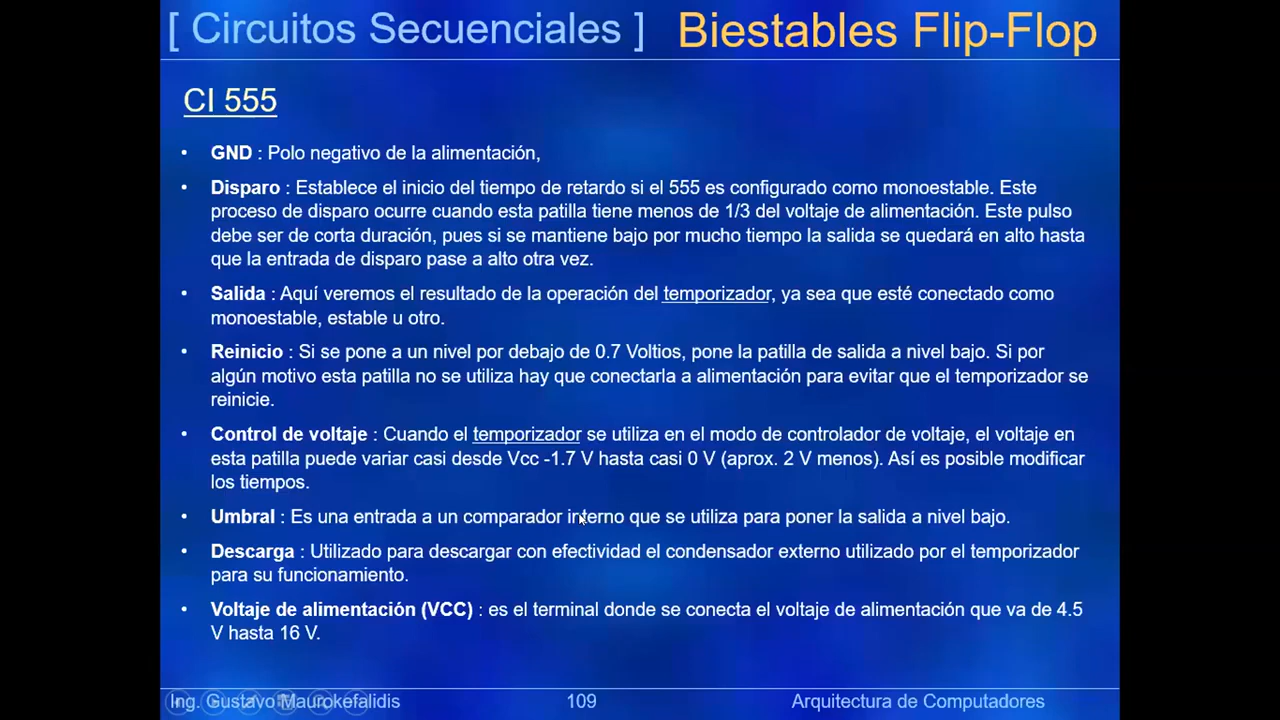 [ Circuitos Secuenciales ] Biestables Flip-Flop
CI 555
• GND : Polo negativo de la alimentación,
• Disparo : Establece el inicio del tiempo de retardo si el 555 es configurado como monoestable. Este
proceso de disparo ocurre cuando esta patilla tiene menos de 1/3 del voltaje de alimentación. Este pulso
debe ser de corta duración, pues si se mantiene bajo por mucho tiempo la salida se quedará en alto hasta
que la entrada de disparo pase a alto otra vez.
• Salida : Aquí veremos el resultado de la operación del temporizador, ya sea que esté conectado como
monoestable, estable u otro.
• Reinicio : Si se pone a un nivel por debajo de 0.7 Voltios, pone la patilla de salida a nivel bajo. Si por
algún motivo esta patilla no se utiliza hay que conectarla a alimentación para evitar que el temporizador se
reinicie.
• Control de voltaje : Cuando el temporizador se utiliza en el modo de controlador de voltaje, el voltaje en
esta patilla puede variar casi desde Vcc -1.7 V hasta casi 0 V (aprox. 2 V menos). Así es posible modificar
los tiempos.
• Umbral : Es una entrada a un comparador interno que se utiliza para poner la salida a nivel bajo.
• Descarga : Utilizado para descargar con efectividad el condensador externo utilizado por el temporizador
para su funcionamiento.
• Voltaje de alimentación (VCC) : es el terminal donde se conecta el voltaje de alimentación que va de 4.5
V hasta 16 V.
Ing. Gustavo Maurokefalidis 109 Arquitectura de Computadores